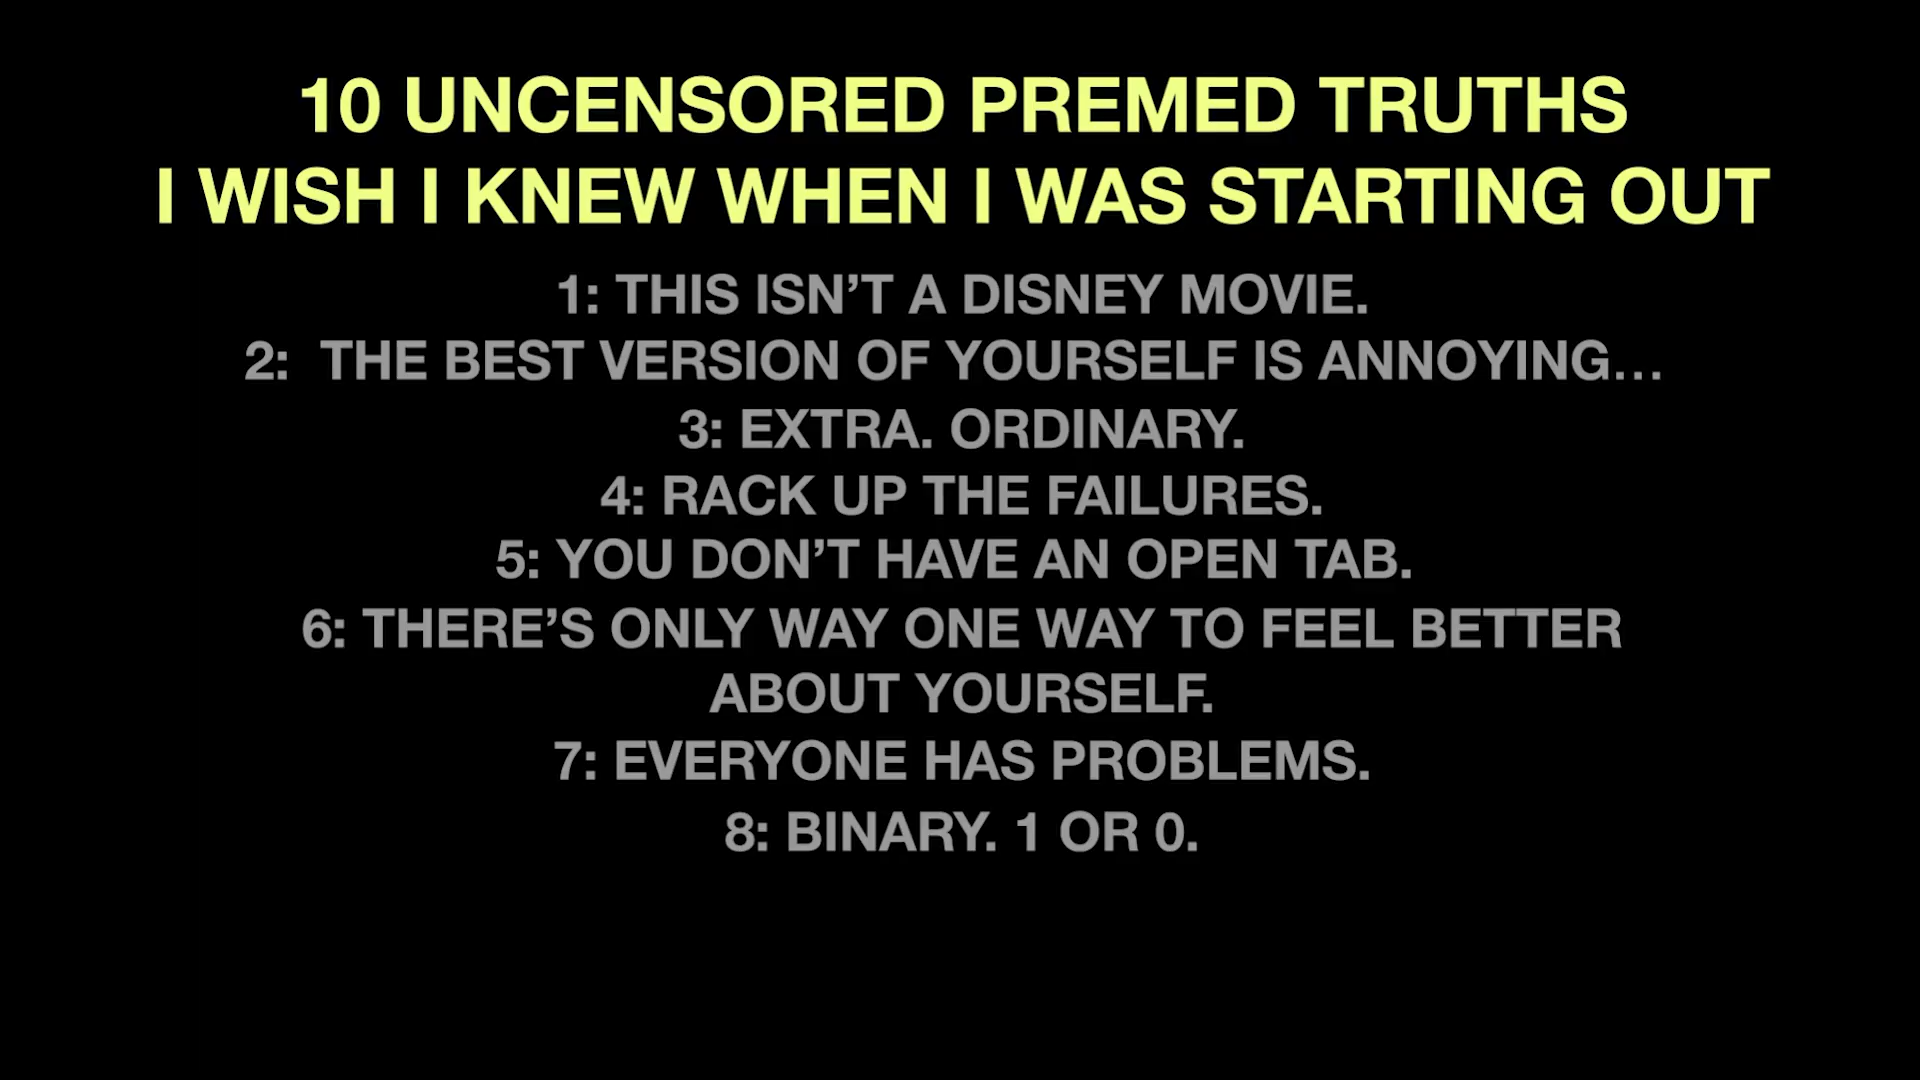 10 UNCENSORED PREMED TRUTHS
I WISH I KNEW WHEN I WAS STARTING OUT
1: THIS ISN’T A DISNEY MOVIE.
2:  THE BEST VERSION OF YOURSELF IS ANNOYING…
3: EXTRA. ORDINARY.
4: RACK UP THE FAILURES.
5: YOU DON’T HAVE AN OPEN TAB.
6: THERE’S ONLY WAY ONE WAY TO FEEL BETTER
ABOUT YOURSELF.
7: EVERYONE HAS PROBLEMS.
8: BINARY. 1 OR 0.